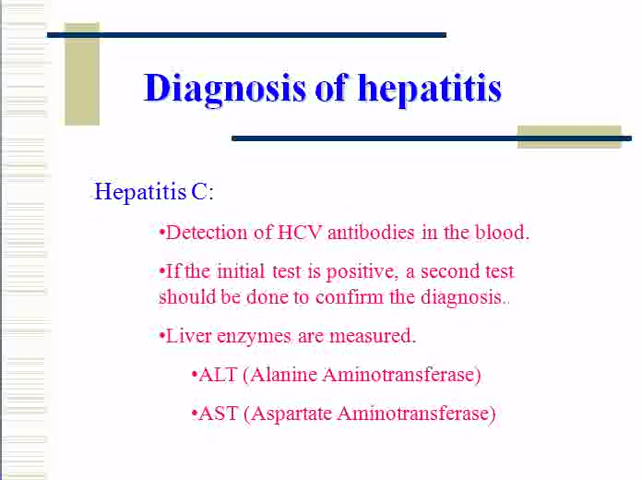 Diagnosis of hepatitis
Hepatitis C:
•Detection of HCV antibodies in the blood.
•If the initial test is positive, a second test
should be done to confirm the diagnosis..
•Liver enzymes are measured.
•ALT (Alanine Aminotransferase)
•AST (Aspartate Aminotransferase)